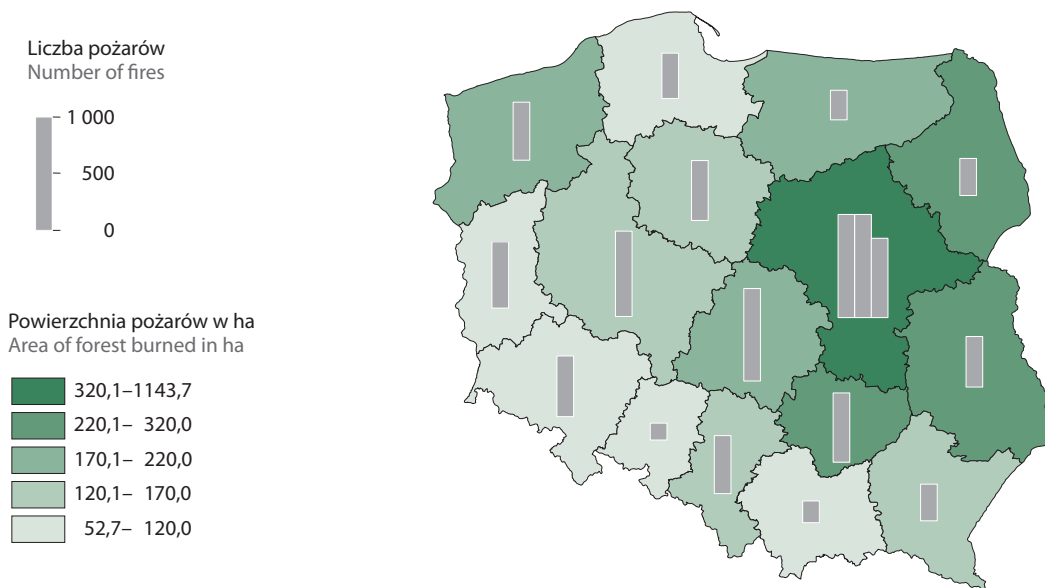 Liczba pożarów
Number of fires
1 000
500
0
Powierzchnia pożarów w ha
Area of forest burned in ha
320,1–1143,7
220,1– 320,0
170,1– 220,0
120,1– 170,0
52,7– 120,0